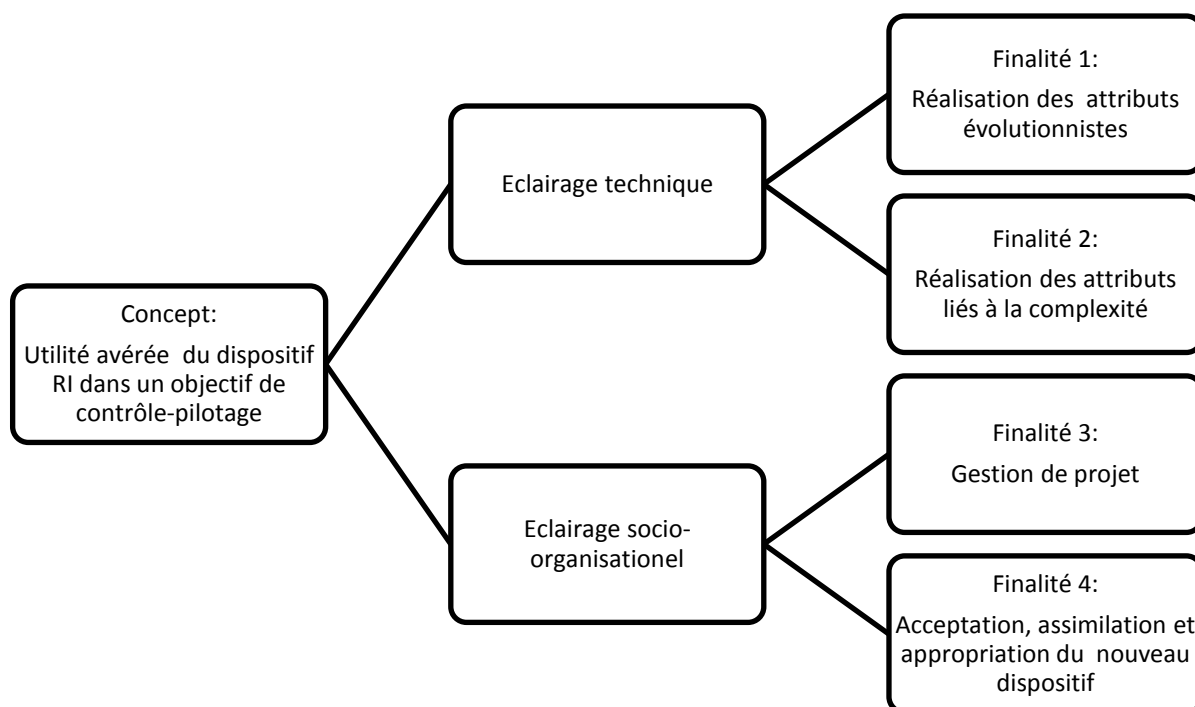 Concept:
Utilité avérée du dispositif
RI dans un objectif de
contrôle-pilotage
Eclairage technique
Finalité 1:
Réalisation des attributs
évolutionnistes
Finalité 2:
Réalisation des attributs
liés à la complexité
Eclairage socio-
organisationel
Finalité 3:
Gestion de projet
Finalité 4:
Acceptation, assimilation et
appropriation du nouveau
dispositif